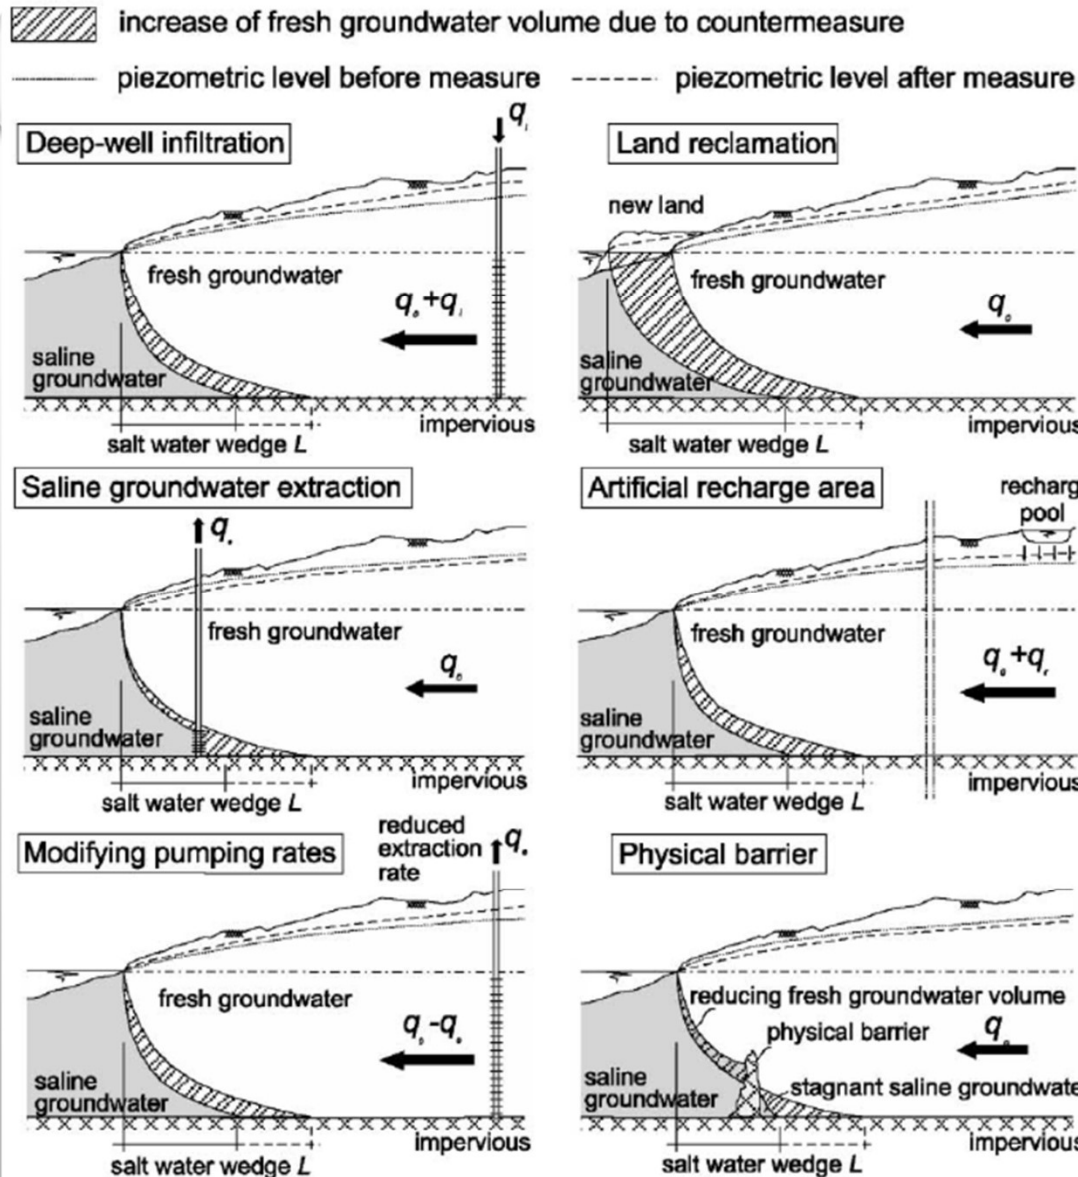 increase of fresh groundwater volume due to countermeasure
piezometric level before measure
piezometric level after measure
Deep-well infiltration
qᵢ
fresh groundwater
qₒ+qᵢ
saline
groundwater
impervious
salt water wedge L
Land reclamation
new land
fresh groundwater
qₒ
saline
groundwater
impervious
salt water wedge L
Saline groundwater extraction
q
fresh groundwater
qₒ
saline
groundwater
impervious
salt water wedge L
Artificial recharge area
recharg
pool
fresh groundwater
qₒ+qᵣ
saline
groundwater
impervious
salt water wedge L
Modifying pumping rates
reduced
extraction
rate
q
fresh groundwater
qₒ-qₑ
saline
groundwater
impervious
salt water wedge L
Physical barrier
reducing fresh groundwater volume
physical barrier
qₒ
stagnant saline groundwate
saline
groundwater
impervious
salt water wedge L